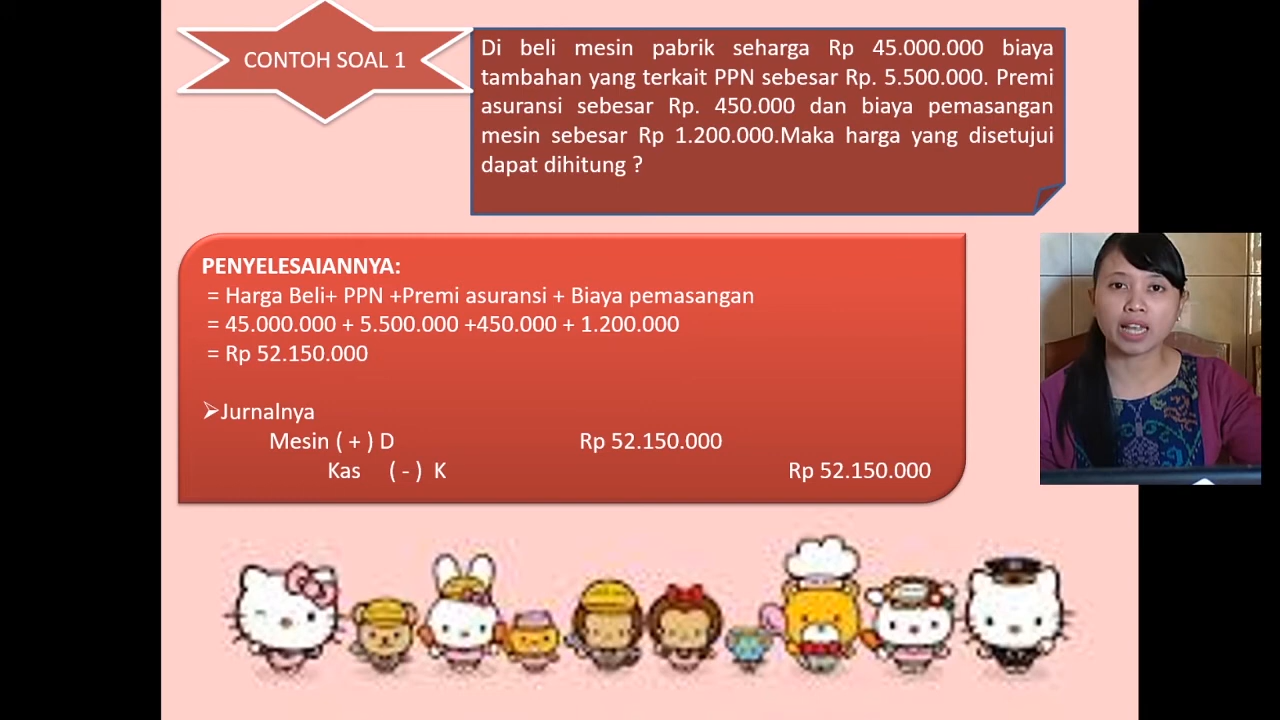 CONTOH SOAL 1
Di beli mesin pabrik seharga Rp 45.000.000 biaya
tambahan yang terkait PPN sebesar Rp. 5.500.000. Premi
asuransi sebesar Rp. 450.000 dan biaya pemasangan
mesin sebesar Rp 1.200.000.Maka harga yang disetujui
dapat dihitung ?
PENYELESAIANNYA:
= Harga Beli+ PPN +Premi asuransi + Biaya pemasangan
= 45.000.000 + 5.500.000 +450.000 + 1.200.000
= Rp 52.150.000
➢Jurnalnya
Mesin ( + ) D Rp 52.150.000
Kas ( - ) K Rp 52.150.000